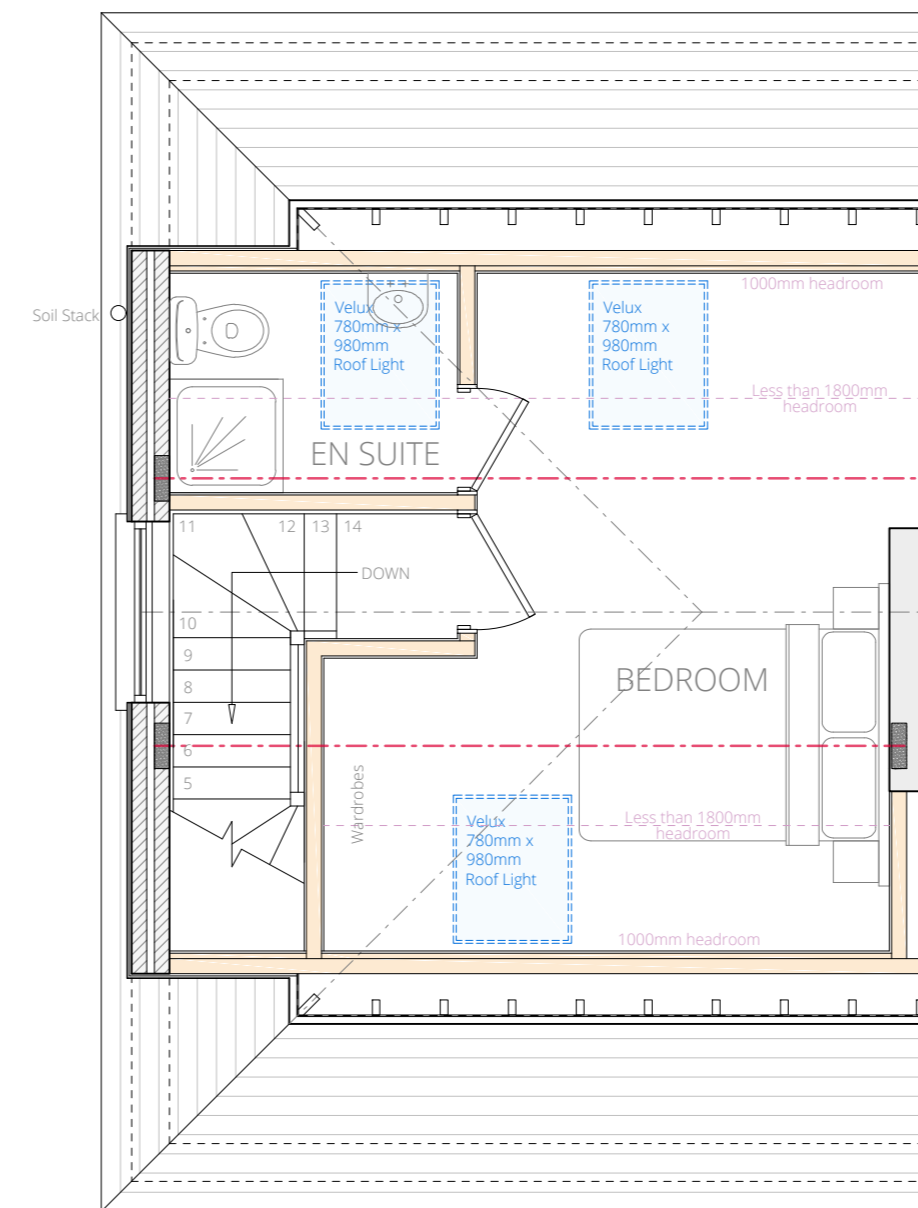 Soil Stack
Velux
780mm x
980mm
Roof Light
Velux
780mm x
980mm
Roof Light
1000mm headroom
Less than 1800mm
headroom
EN SUITE
11
12
13
14
DOWN
10
9
8
7
6
5
BEDROOM
Wardrobes
Velux
780mm x
980mm
Roof Light
Less than 1800mm
headroom
1000mm headroom